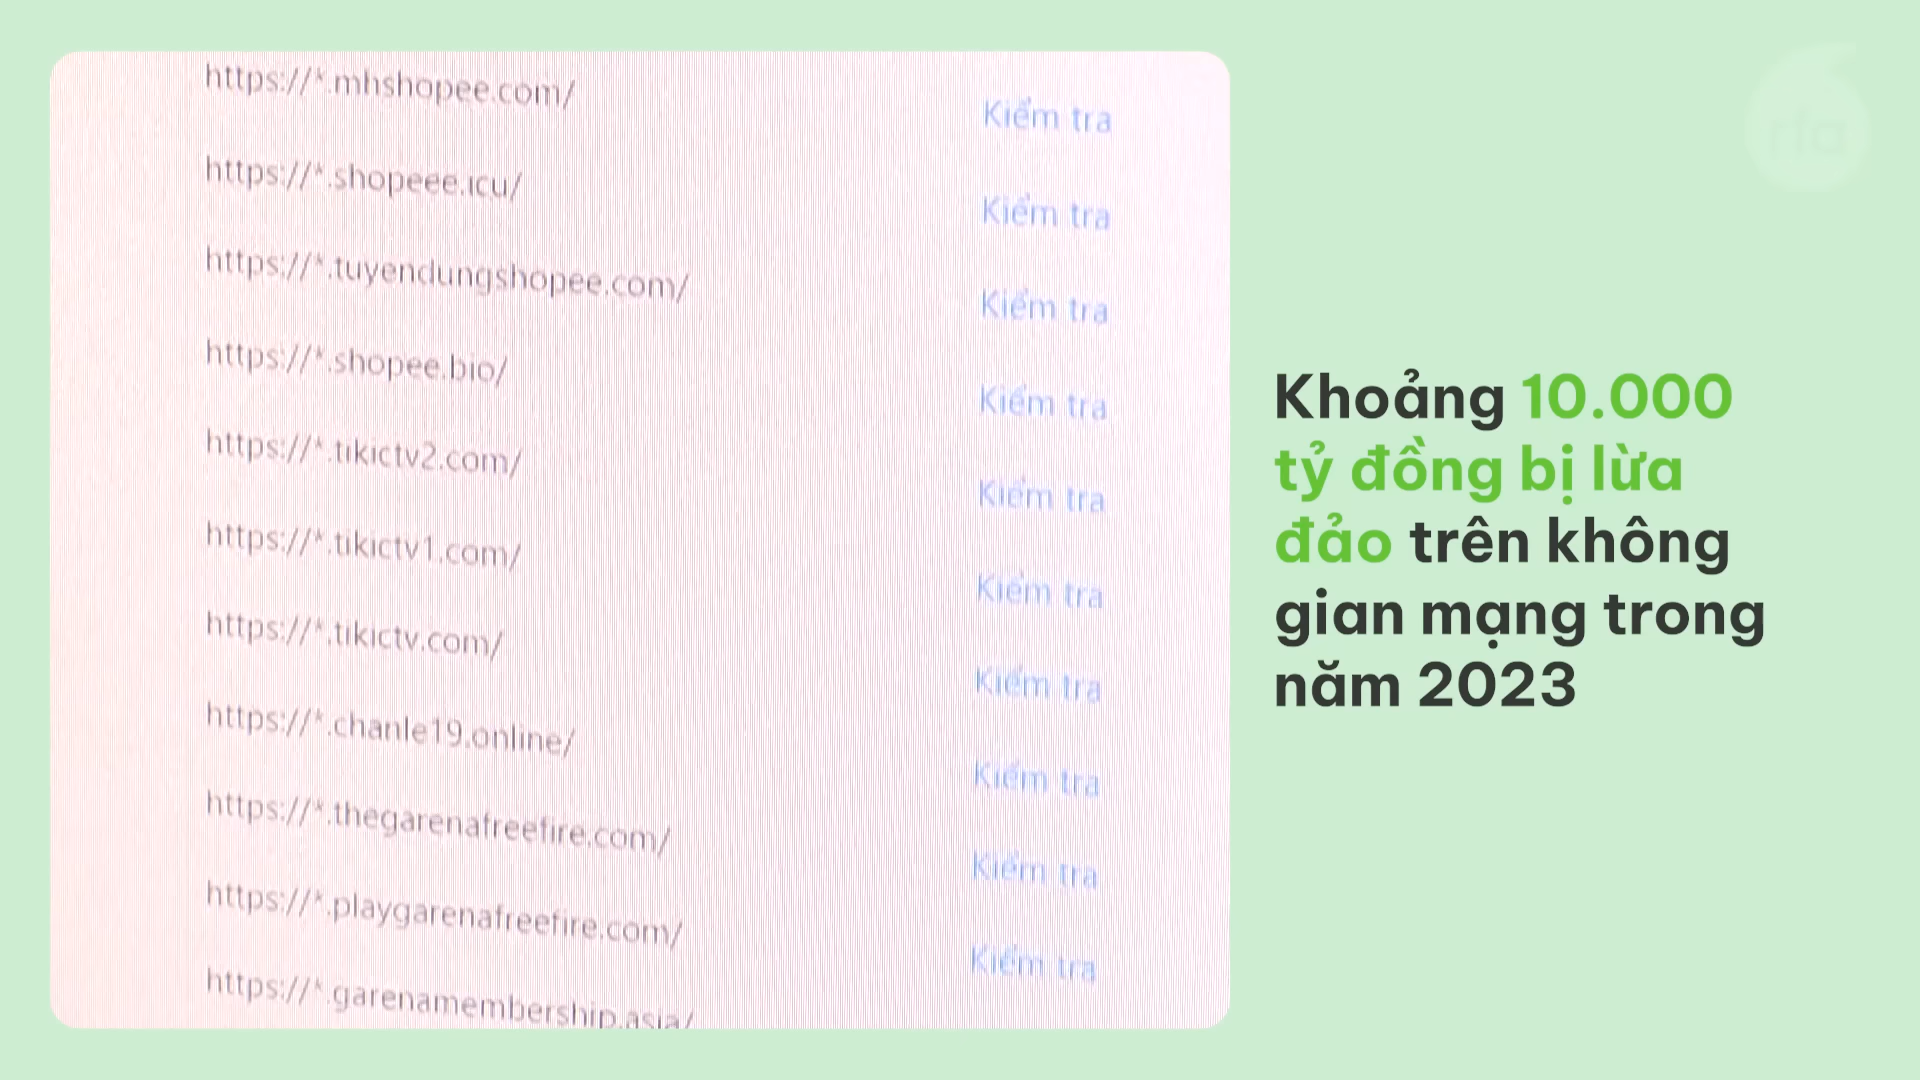 https://*.mhshopee.com/
Kiểm tra
https://*.shopeee.icu/
Kiểm tra
https://*.tuyendungshopee.com/
Kiểm tra
https://*.shopee.bio/
Kiểm tra
https://*.tikictv2.com/
Kiểm tra
https://*.tikictv1.com/
Kiểm tra
https://*.tikictv.com/
Kiểm tra
https://*.chanle19.online/
Kiểm tra
https://*.thegarenafreefire.com/
Kiểm tra
https://*.playgarenafreefire.com/
Kiểm tra
https://*.garenamembership.asia/
rfa
Khoảng 10.000
tỷ đồng bị lừa
đảo trên không
gian mạng trong
năm 2023